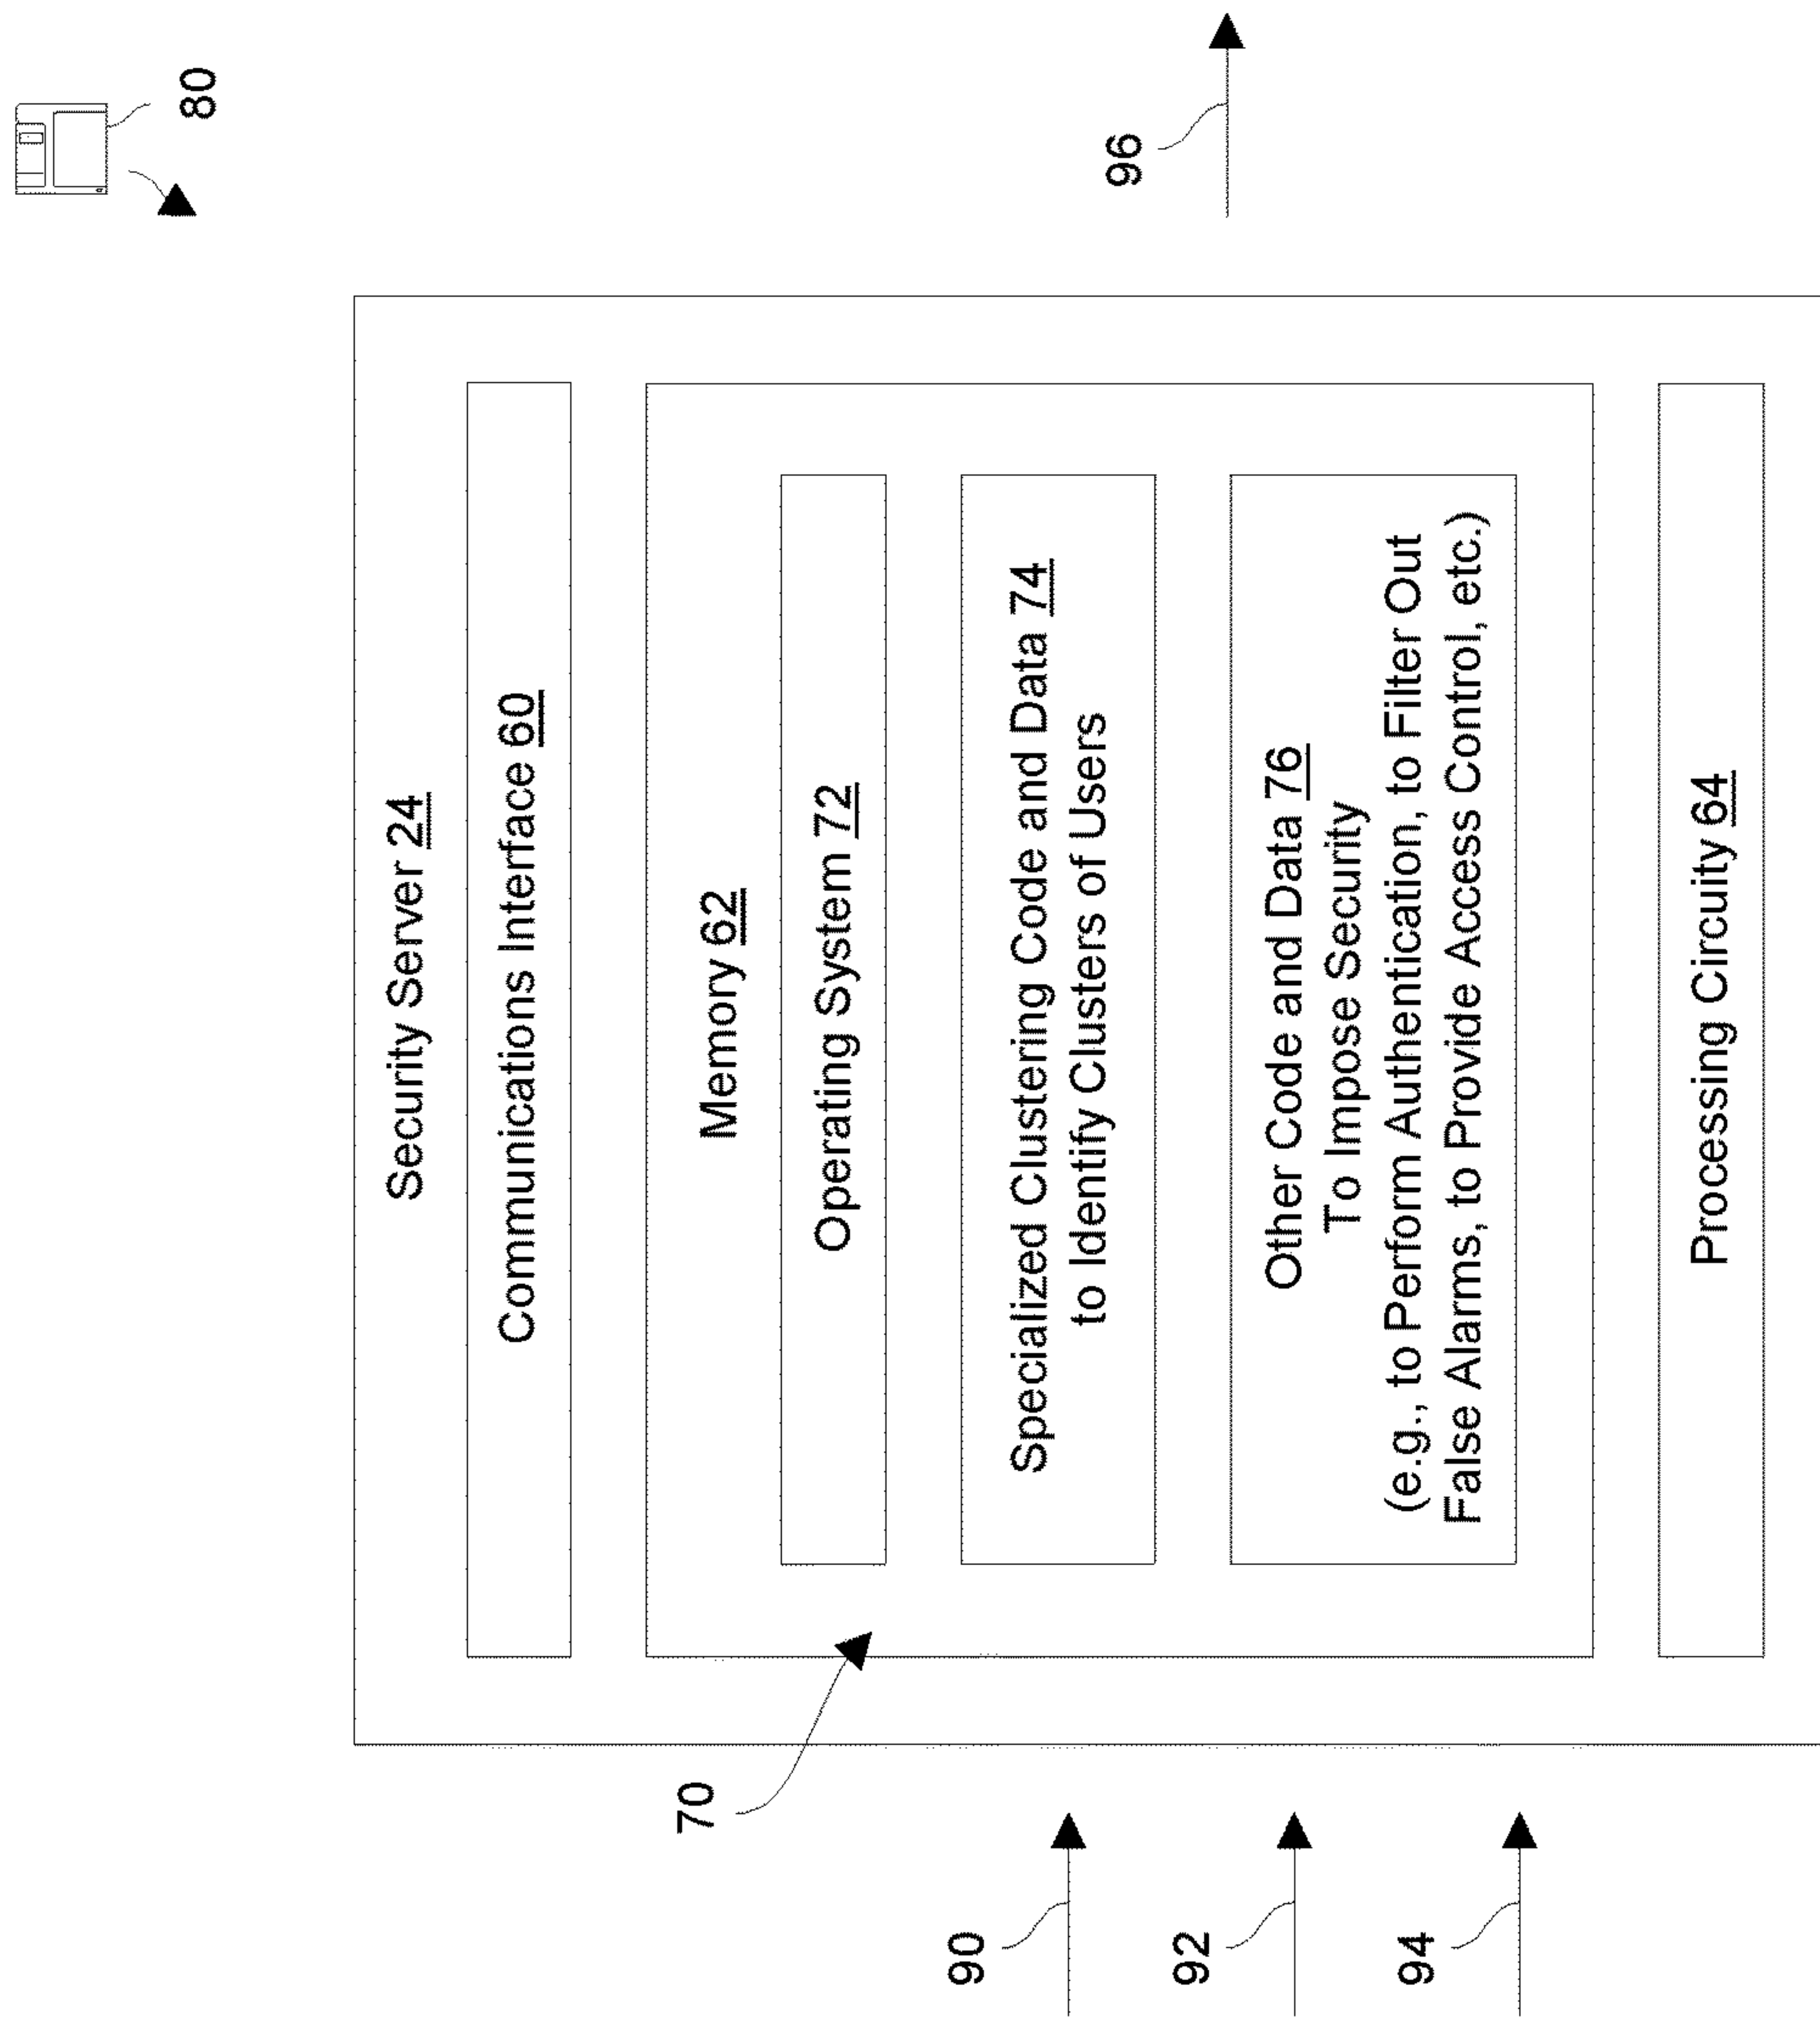 80
Security Server 24
Communications Interface 60
70
Memory 62
Operating System 72
90
Specialized Clustering Code and Data 74
to Identify Clusters of Users
96
92
Other Code and Data 76
To Impose Security
(e.g., to Perform Authentication, to Filter Out
False Alarms, to Provide Access Control, etc.)
94
Processing Circuity 64